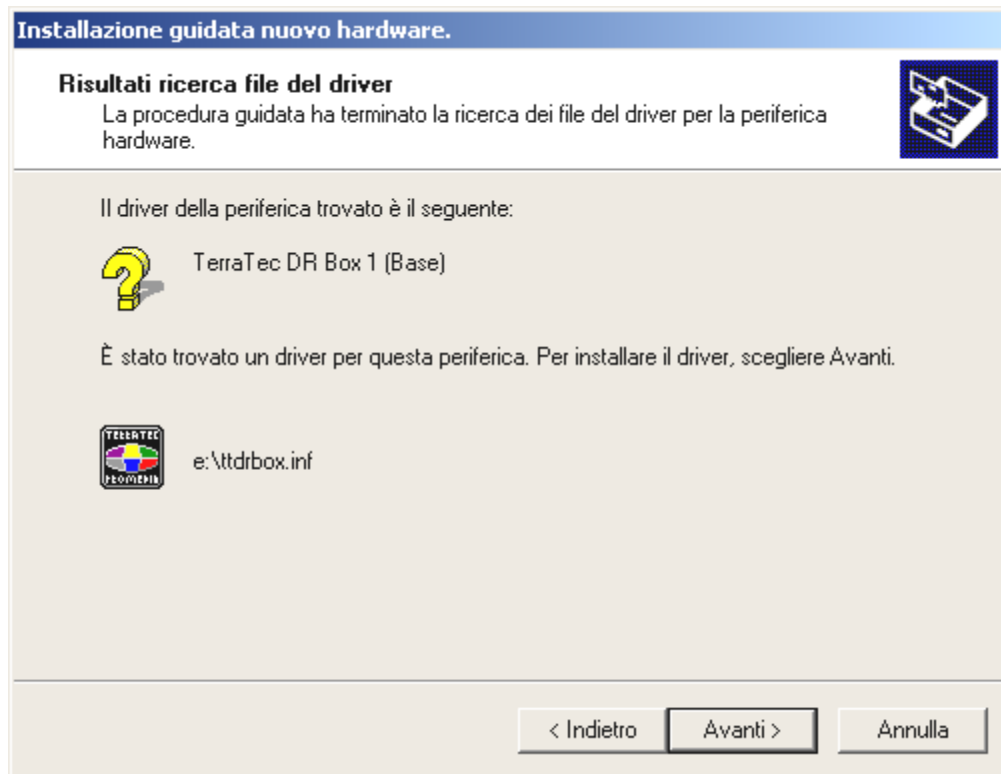 Installazione guidata nuovo hardware.
Risultati ricerca file del driver
La procedura guidata ha terminato la ricerca dei file del driver per la periferica
hardware.
Il driver della periferica trovato è il seguente:
TerraTec DR Box 1 (Base)
È stato trovato un driver per questa periferica. Per installare il driver, scegliere Avanti.
TERRATEC
PROMEDIA
e:\ttdrbox.inf
< Indietro
Avanti >
Annulla